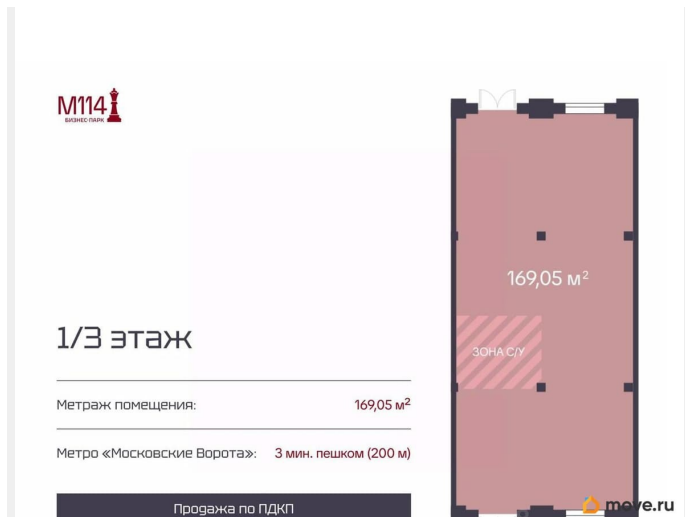 М114
БИЗНЕС-ПАРК
169,05 м²
1/3 этаж
ЗОНА С/У
Метраж помещения: 169,05 м²
Метро «Московские Ворота»: 3 мин. пешком (200 м)
Продажа по ПДКП
move.ru